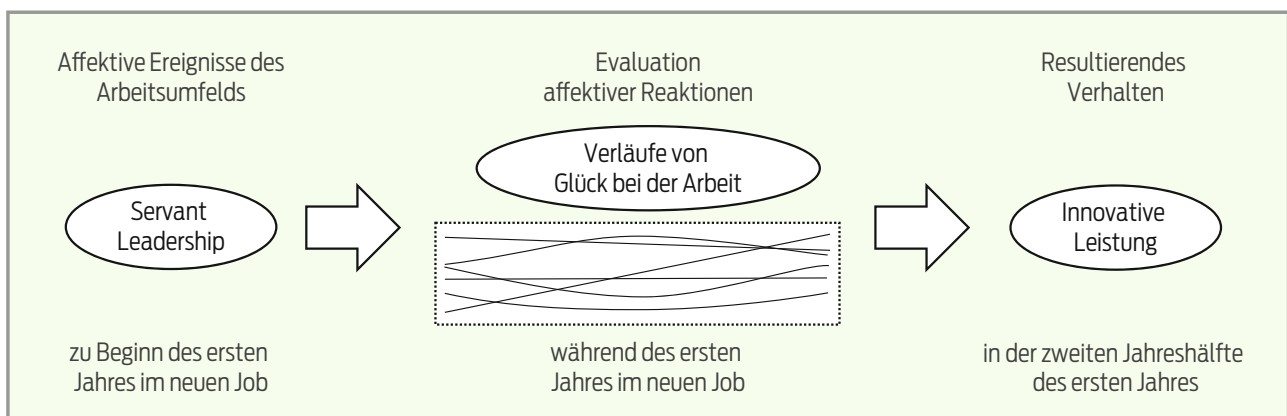 Affektive Ereignisse des
Arbeitsumfelds
Servant
Leadership
zu Beginn des ersten
Jahres im neuen Job
Evaluation
affektiver Reaktionen
Verläufe von
Glück bei der Arbeit
während des ersten
Jahres im neuen Job
Resultierendes
Verhalten
Innovative
Leistung
in der zweiten Jahreshälfte
des ersten Jahres